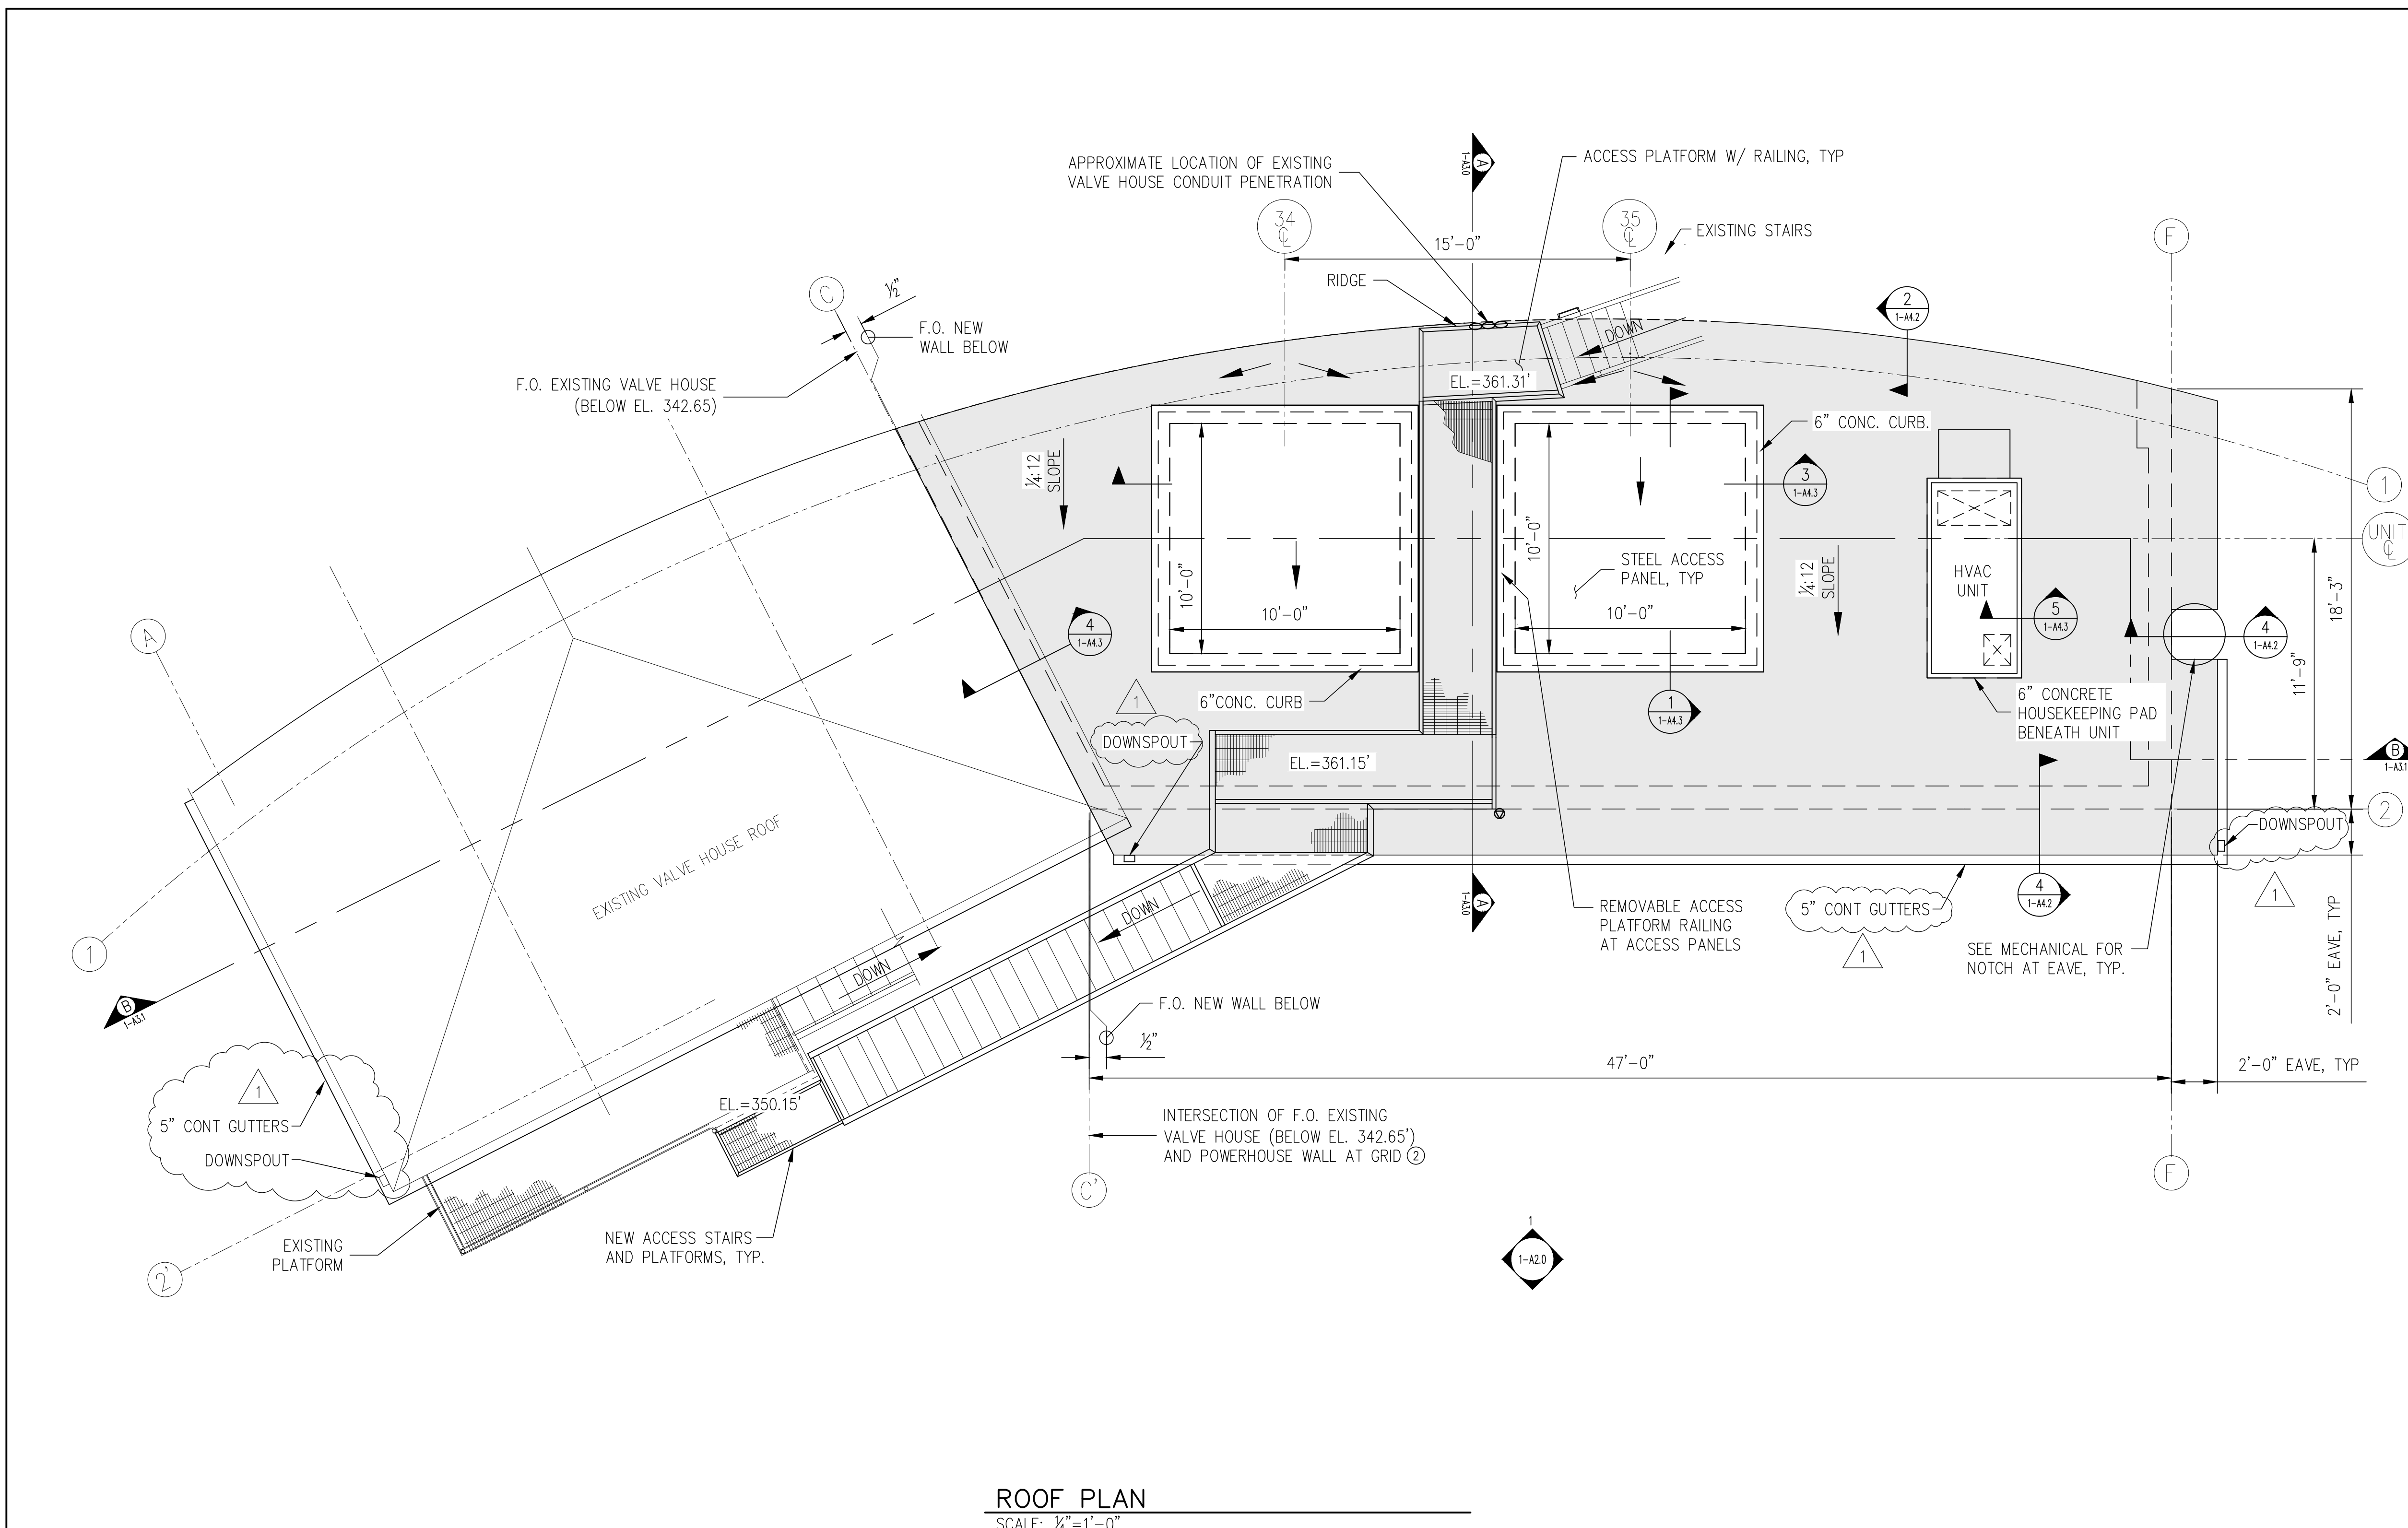 APPROXIMATE LOCATION OF EXISTING
VALVE HOUSE CONDUIT PENETRATION
A
1-A3.0
ACCESS PLATFORM W/ RAILING, TYP
34
℄
35
℄
15'-0"
EXISTING STAIRS
F
RIDGE
C
½"
F.O. NEW
WALL BELOW
2
1-A4.2
DOWN
F.O. EXISTING VALVE HOUSE
(BELOW EL. 342.65)
EL.=361.31'
6" CONC. CURB.
¼:12
SLOPE
3
1-A4.3
1
UNIT
℄
10'-0"
10'-0"
10'-0"
10'-0"
STEEL ACCESS
PANEL, TYP
¼:12
SLOPE
HVAC
UNIT
5
1-A4.3
4
1-A4.2
18'-3"
11'-9"
A
4
1-A4.3
1
6"CONC. CURB
1
1-A4.3
6" CONCRETE
HOUSEKEEPING PAD
BENEATH UNIT
DOWNSPOUT
EL.=361.15'
B
1-A3.1
2
DOWNSPOUT
EXISTING VALVE HOUSE ROOF
1
A
1-A3.0
DOWN
REMOVABLE ACCESS
PLATFORM RAILING
AT ACCESS PANELS
5" CONT GUTTERS
1
4
1-A4.2
SEE MECHANICAL FOR
NOTCH AT EAVE, TYP.
2'-0" EAVE, TYP
1
DOWN
B
1-A3.1
F.O. NEW WALL BELOW
½"
47'-0"
2'-0" EAVE, TYP
1
5" CONT GUTTERS
DOWNSPOUT
EL.=350.15'
INTERSECTION OF F.O. EXISTING
VALVE HOUSE (BELOW EL. 342.65')
AND POWERHOUSE WALL AT GRID 2
C'
F
2'
EXISTING
PLATFORM
NEW ACCESS STAIRS
AND PLATFORMS, TYP.
1
1-A2.0
ROOF PLAN
SCALE: ¼"=1'-0"